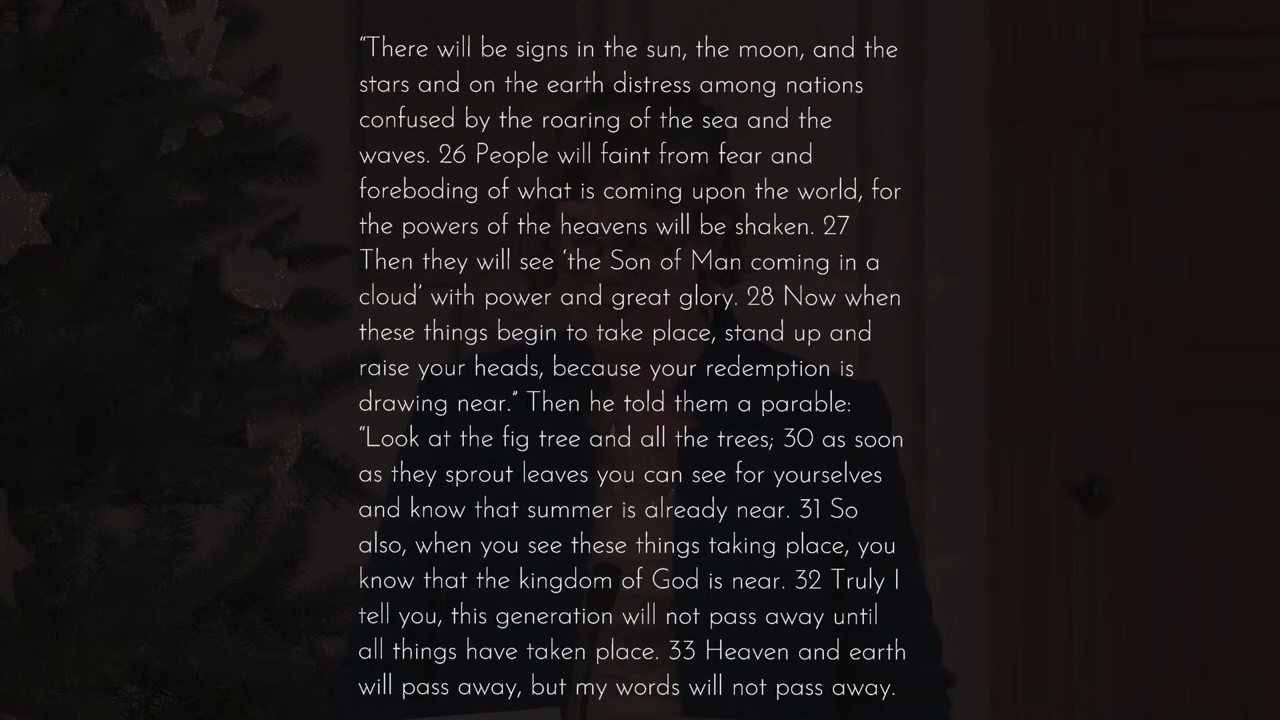 “There will be signs in the sun, the moon, and the
stars and on the earth distress among nations
confused by the roaring of the sea and the
waves. 26 People will faint from fear and
foreboding of what is coming upon the world, for
the powers of the heavens will be shaken. 27
Then they will see ‘the Son of Man coming in a
cloud’ with power and great glory. 28 Now when
these things begin to take place, stand up and
raise your heads, because your redemption is
drawing near.” Then he told them a parable:
“Look at the fig tree and all the trees; 30 as soon
as they sprout leaves you can see for yourselves
and know that summer is already near. 31 So
also, when you see these things taking place, you
know that the kingdom of God is near. 32 Truly I
tell you, this generation will not pass away until
all things have taken place. 33 Heaven and earth
will pass away, but my words will not pass away.